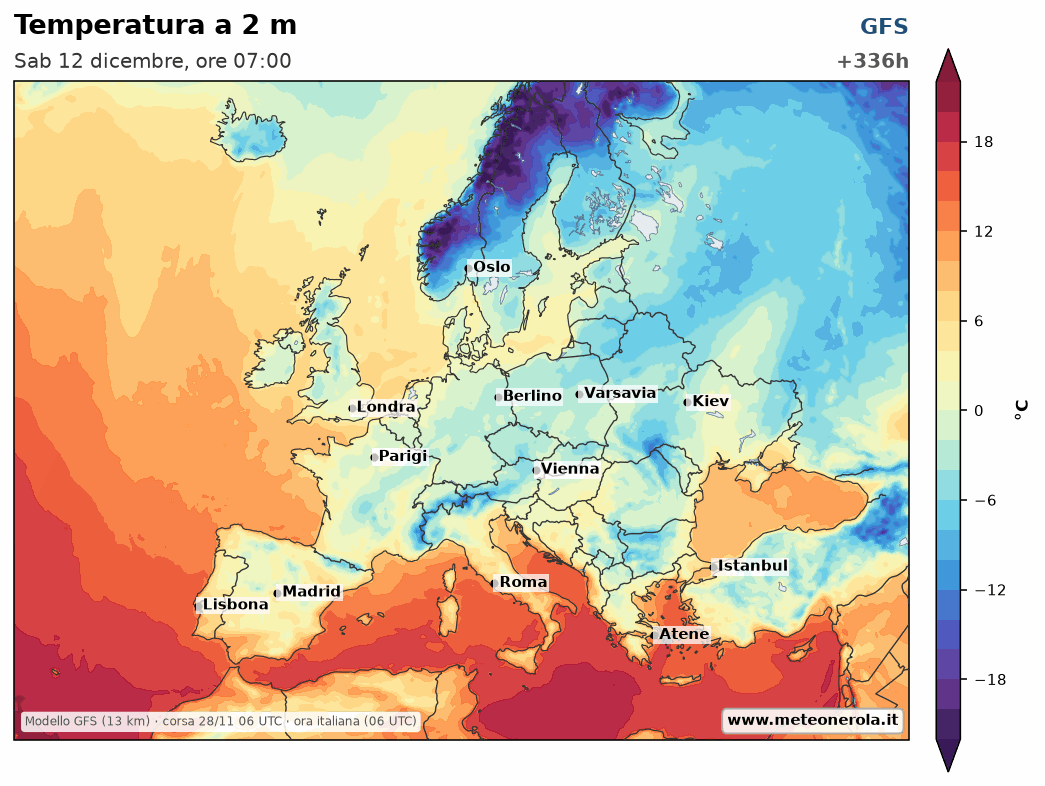 Temperatura a 2 m
GFS
Sab 12 dicembre, ore 07:00
+336h
18
12
6
0
−6
−12
−18
°C
Oslo
Berlino
Varsavia
Kiev
Londra
Parigi
Vienna
Istanbul
Roma
Madrid
Lisbona
Atene
Modello GFS (13 km) · corsa 28/11 06 UTC · ora italiana (06 UTC)
www.meteonerola.it